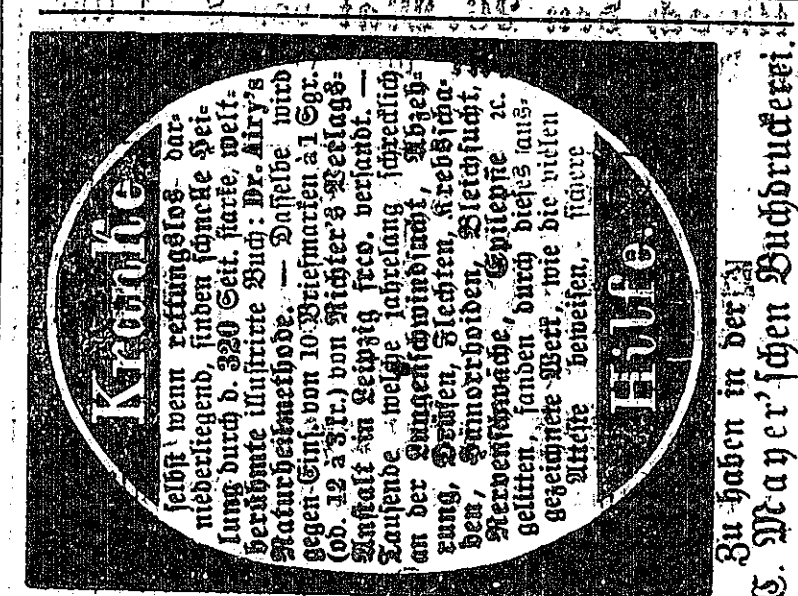 Kranke
selbst wenn rettungslos dar-
niederliegend, finden schnelle Hei-
lung durch d. 320 Seit. starke, welt-
berühmte illustrirte Buch: Dr. Airy's
Naturheilmethode. — Dasselbe wird
gegen Eins. von 10 Briefmarken à 1 Sgr.
(od. 12 à 3 kr.) von Richter's Verlags-
Anstalt in Leipzig frco. versandt. —
Tausende welche jahrelang schrecklich
an der Lungenschwindsucht, Abzeh-
rung, Drüsen, Flechten, Krebsscha-
den, Hämorrhoiden, Bleichsucht,
Nervenschwäche, Epilepsie ꝛc.
gelitten, fanden durch dieses aus-
gezeichnete Werk, wie die vielen
Atteste beweisen, sichere
Hilfe.
Zu haben in der
T. Mayer'schen Buchdruckerei.